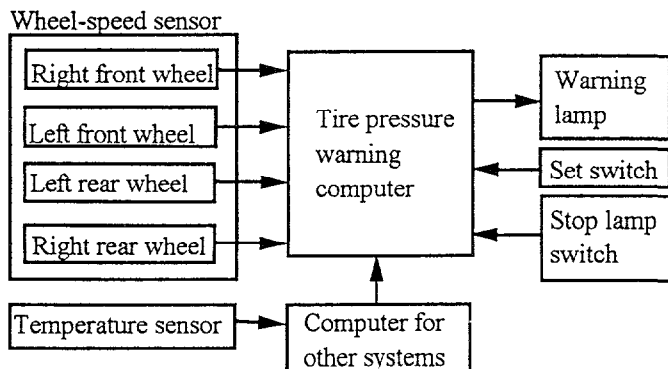 Wheel-speed sensor
Right front wheel
Left front wheel
Left rear wheel
Right rear wheel
Temperature sensor
Tire pressure
warning
computer
Computer for
other systems
Warning
lamp
Set switch
Stop lamp
switch